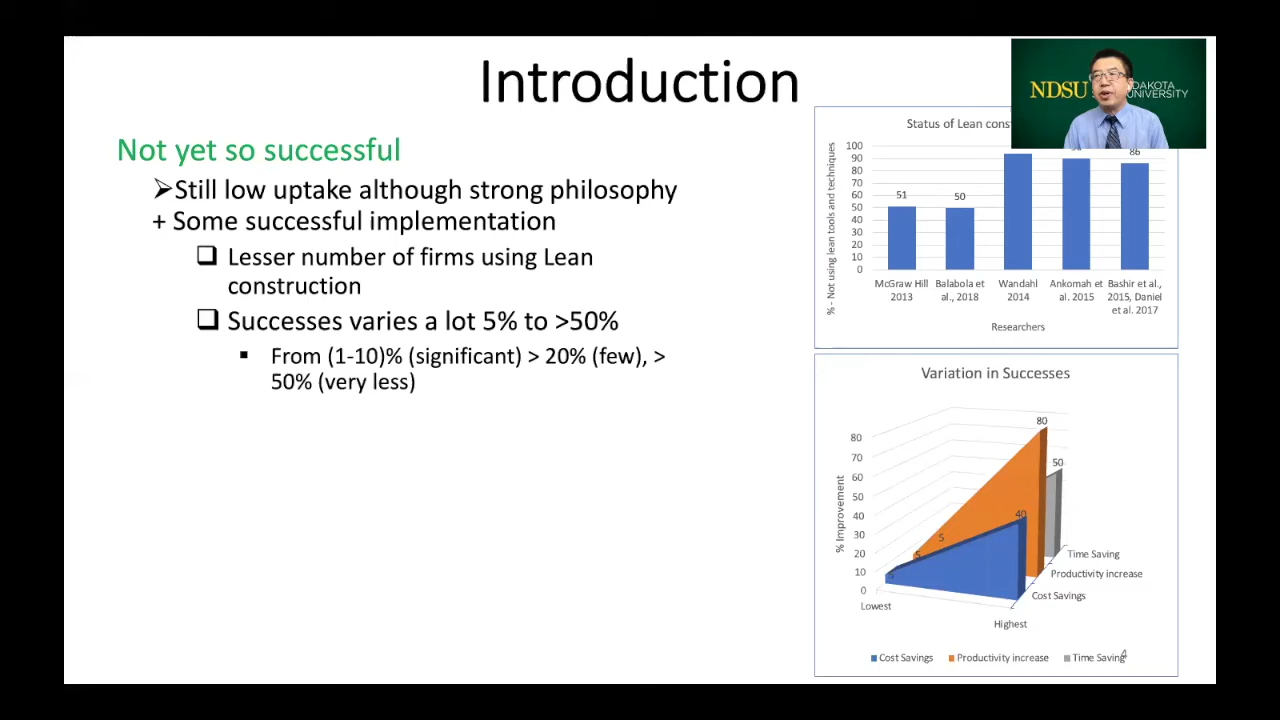 Introduction
NDSU
DAKOTA
UNIVERSITY
Not yet so successful
➢Still low uptake although strong philosophy
+ Some successful implementation
❑ Lesser number of firms using Lean
construction
❑ Successes varies a lot 5% to >50%
▪ From (1-10)% (significant) > 20% (few), >
50% (very less)
Status of Lean
% - Not using lean tools and techniques
100
90
80
70
60
50
40
30
20
10
0
51
50
86
McGraw Hill
2013
Balabola et
al., 2018
Wandahl
2014
Ankomah et
al. 2015
Bashir et al.,
2015, Daniel
et al. 2017
Researchers
Variation in Successes
% Improvement
80
70
60
50
40
30
20
10
0
80
50
40
5
5
5
Lowest
Highest
Time Saving
Productivity increase
Cost Savings
Cost Savings Productivity increase Time Saving
4